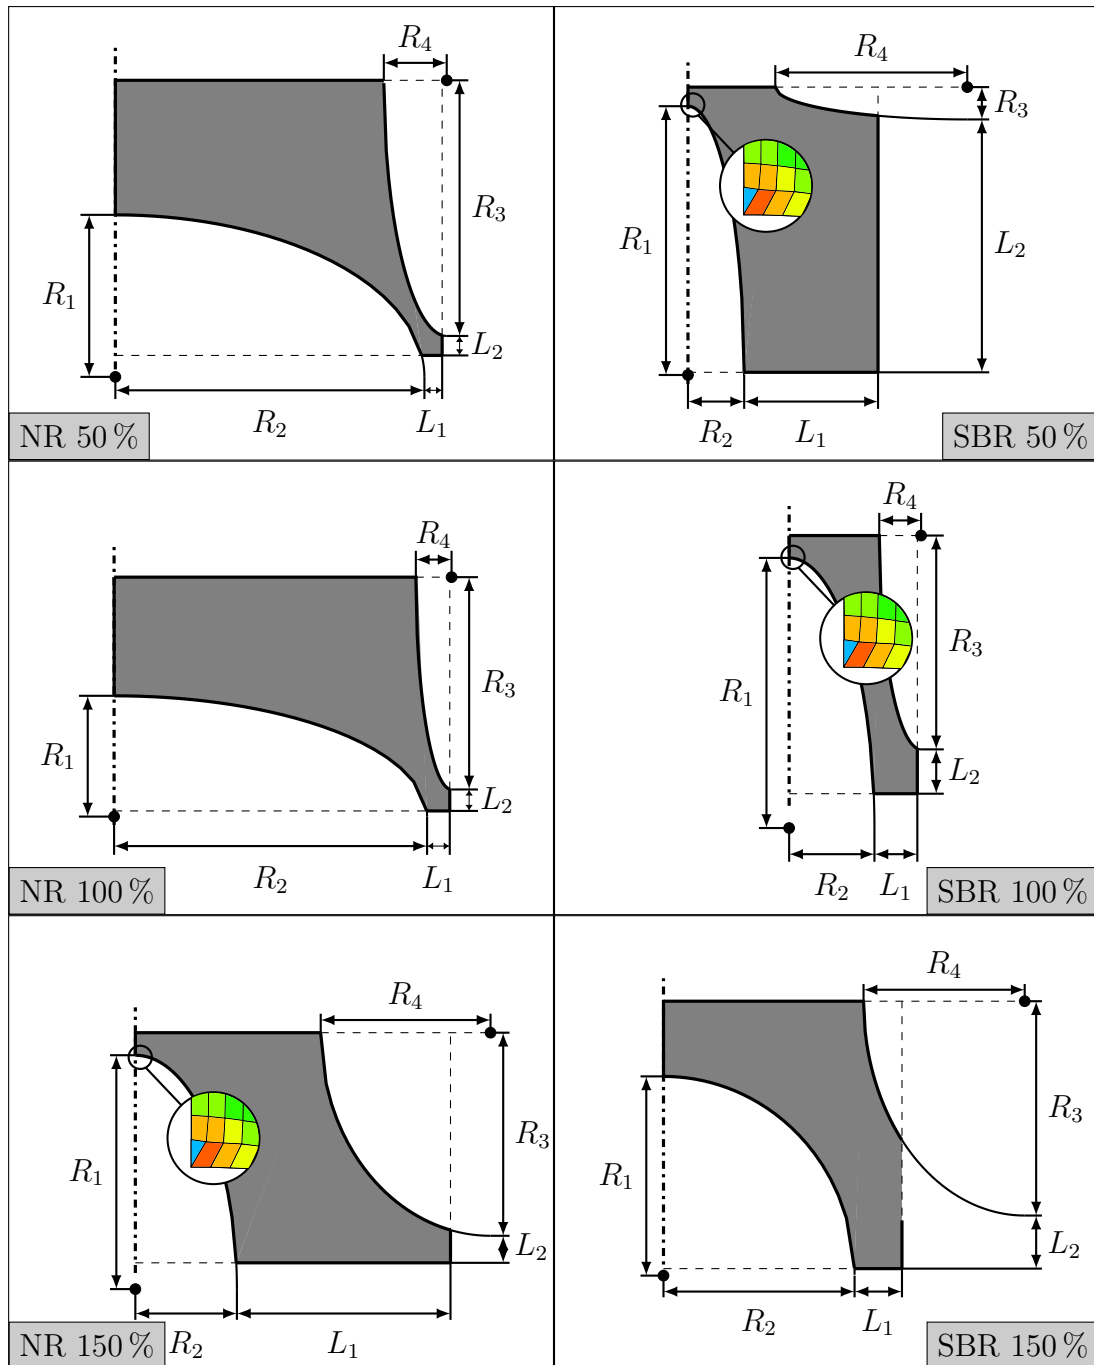 R₄
R₃
R₁
L₂
R₂ L₁
NR 50 %
R₄
R₃
R₁
L₂
R₂ L₁
SBR 50 %
R₄
R₃
R₁
L₂
R₂ L₁
NR 100 %
R₄
R₃
R₁
L₂
R₂ L₁
SBR 100 %
R₄
R₃
R₁
L₂
R₂ L₁
NR 150 %
R₄
R₃
R₁
L₂
R₂ L₁
SBR 150 %